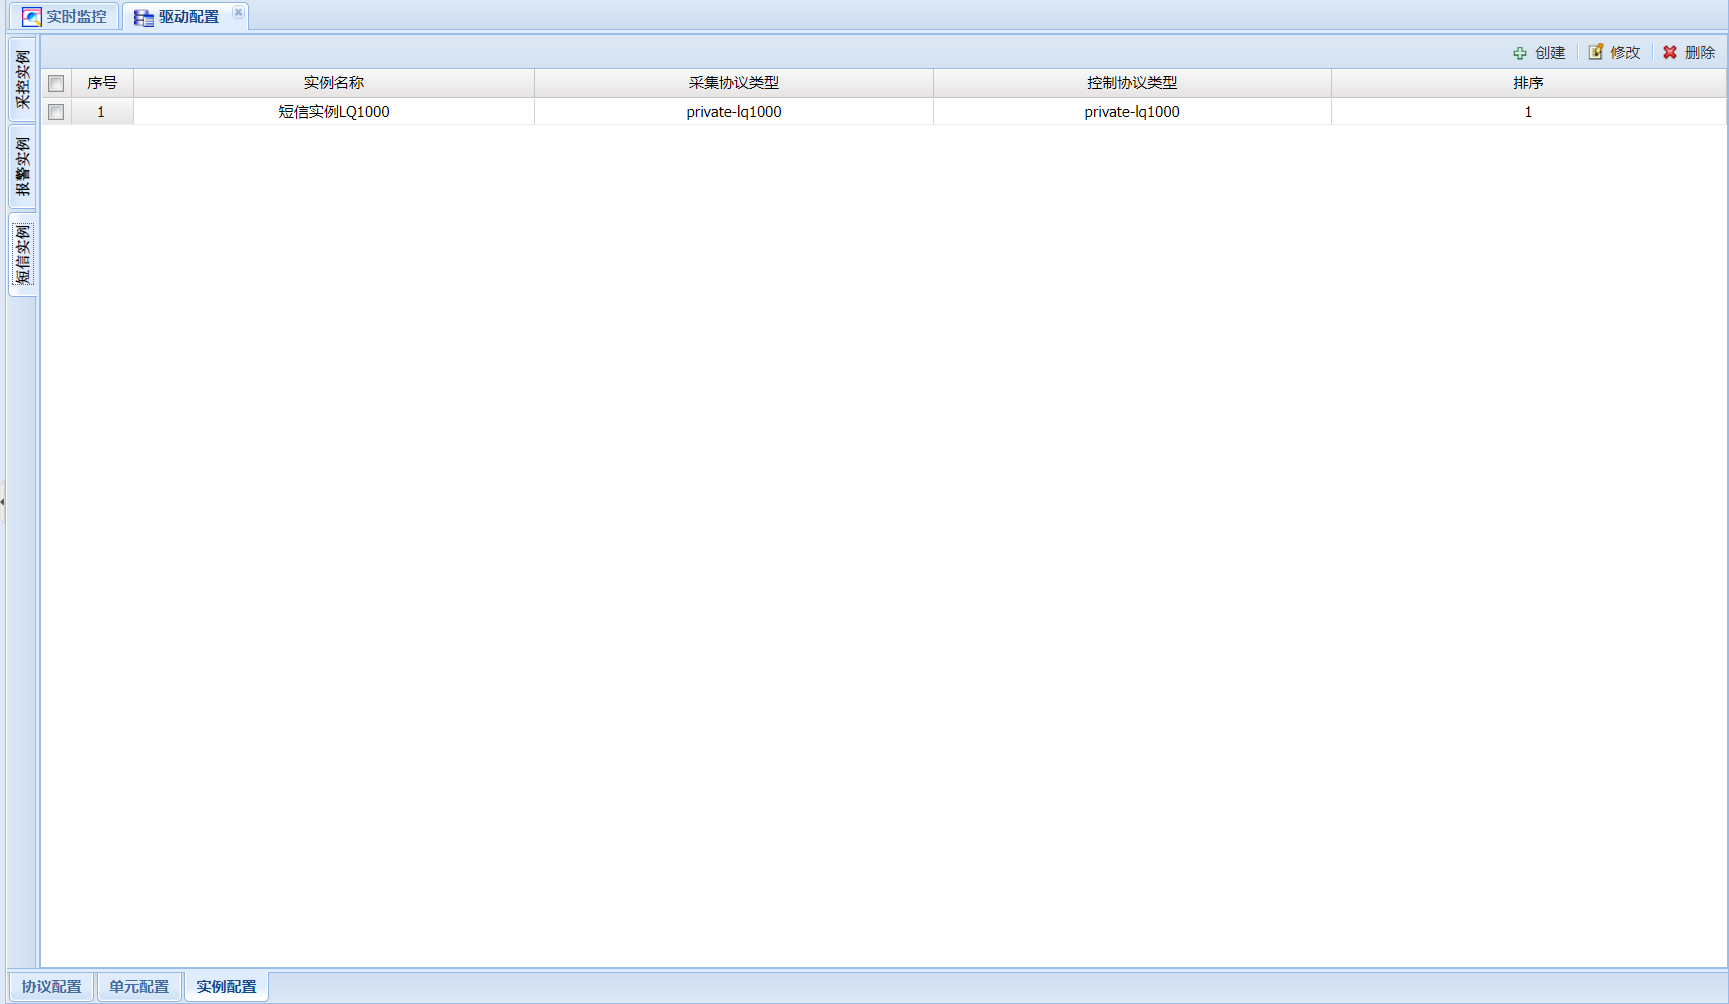 实时监控 驱动配置
创建 修改 删除
采控实例
报警实例
短信实例
序号 实例名称 采集协议类型 控制协议类型 排序
1 短信实例LQ1000 private-lq1000 private-lq1000 1
协议配置 单元配置 实例配置